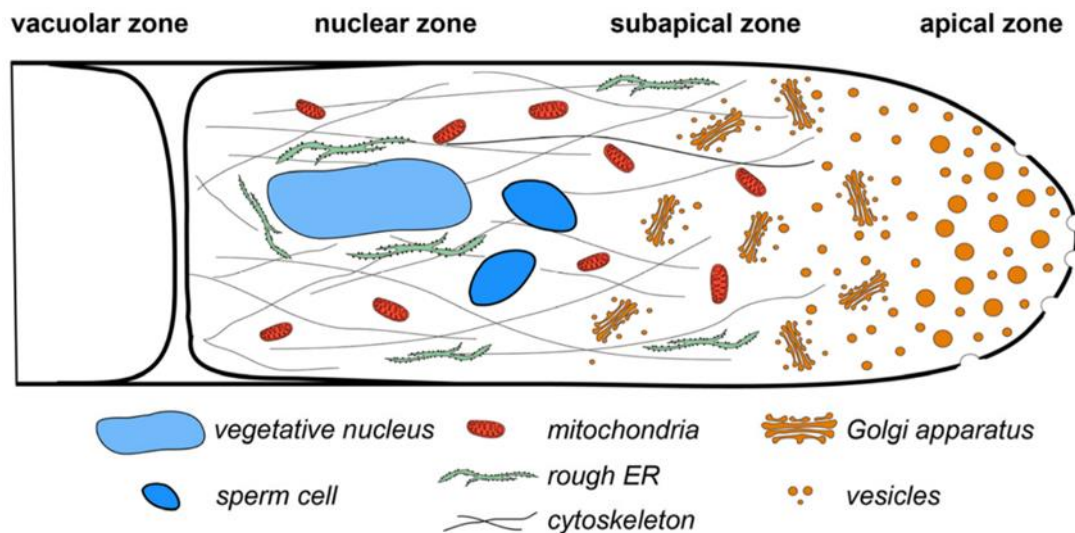 vacuolar zone nuclear zone subapical zone apical zone
vegetative nucleus mitochondria Golgi apparatus
rough ER
sperm cell vesicles
cytoskeleton